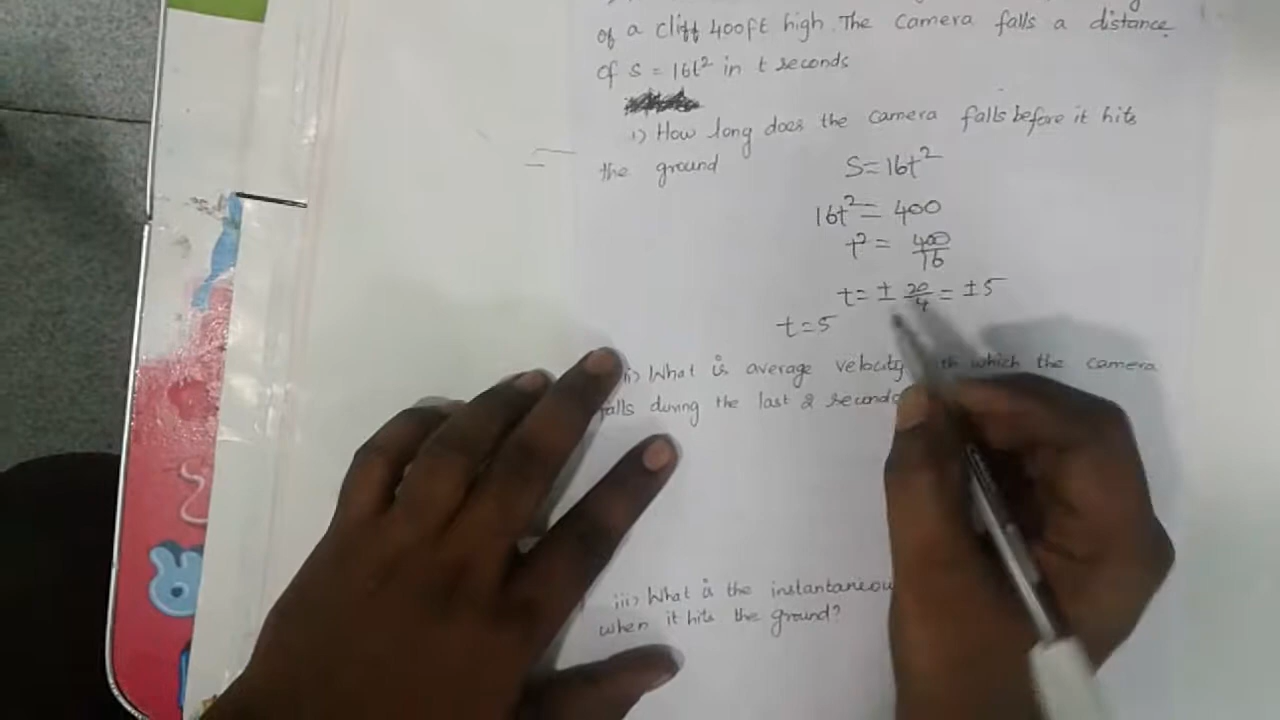 of a cliff 400ft high. The camera falls a distance
of s = 16t² in t seconds
i) How long does the camera falls before it hits
the ground
S = 16t²
16t² = 400
t² = 400/16
t = ± 20/4 = ± 5
t = 5
ii) What is average velocity which the camera
falls during the last 2 seconds
iii) What is the
when it hits the ground?